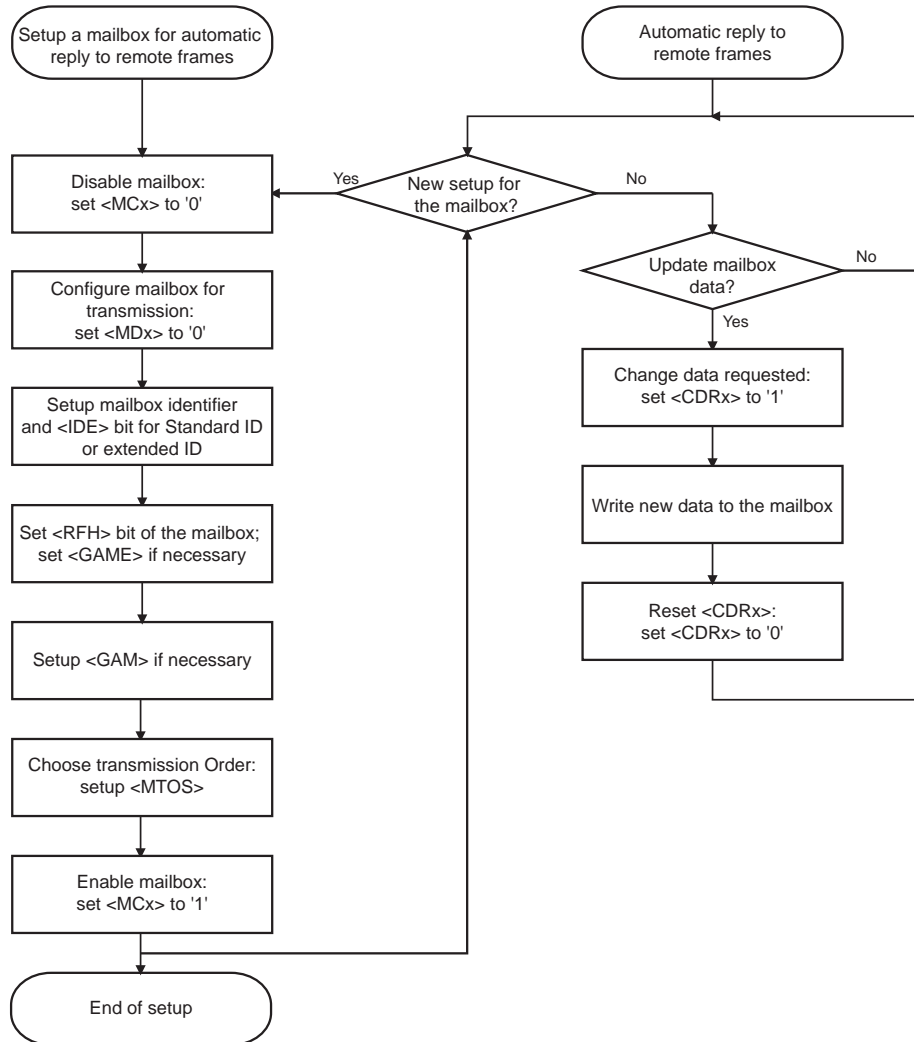 Setup a mailbox for automatic
reply to remote frames
Disable mailbox:
set <MCx> to '0'
Configure mailbox for
transmission:
set <MDx> to '0'
Setup mailbox identifier
and <IDE> bit for Standard ID
or extended ID
Set <RFH> bit of the mailbox;
set <GAME> if necessary
Setup <GAM> if necessary
Choose transmission Order:
setup <MTOS>
Enable mailbox:
set <MCx> to '1'
End of setup
Automatic reply to
remote frames
Yes
New setup for
the mailbox?
No
Update mailbox
data?
No
Yes
Change data requested:
set <CDRx> to '1'
Write new data to the mailbox
Reset <CDRx>:
set <CDRx> to '0'